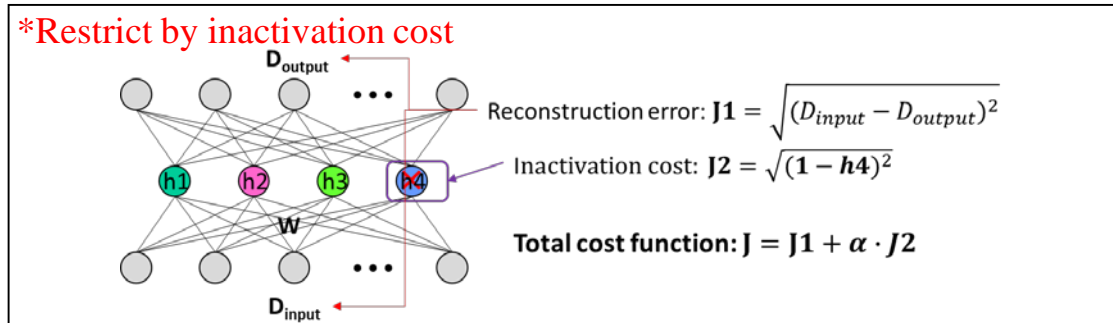 *Restrict by inactivation cost
D_output
• • •
Reconstruction error: J1 = √(D_input − D_output)²
h1 h2 h3 h4
Inactivation cost: J2 = √(1 − h4)²
W
Total cost function: J = J1 + α · J2
• • •
D_input